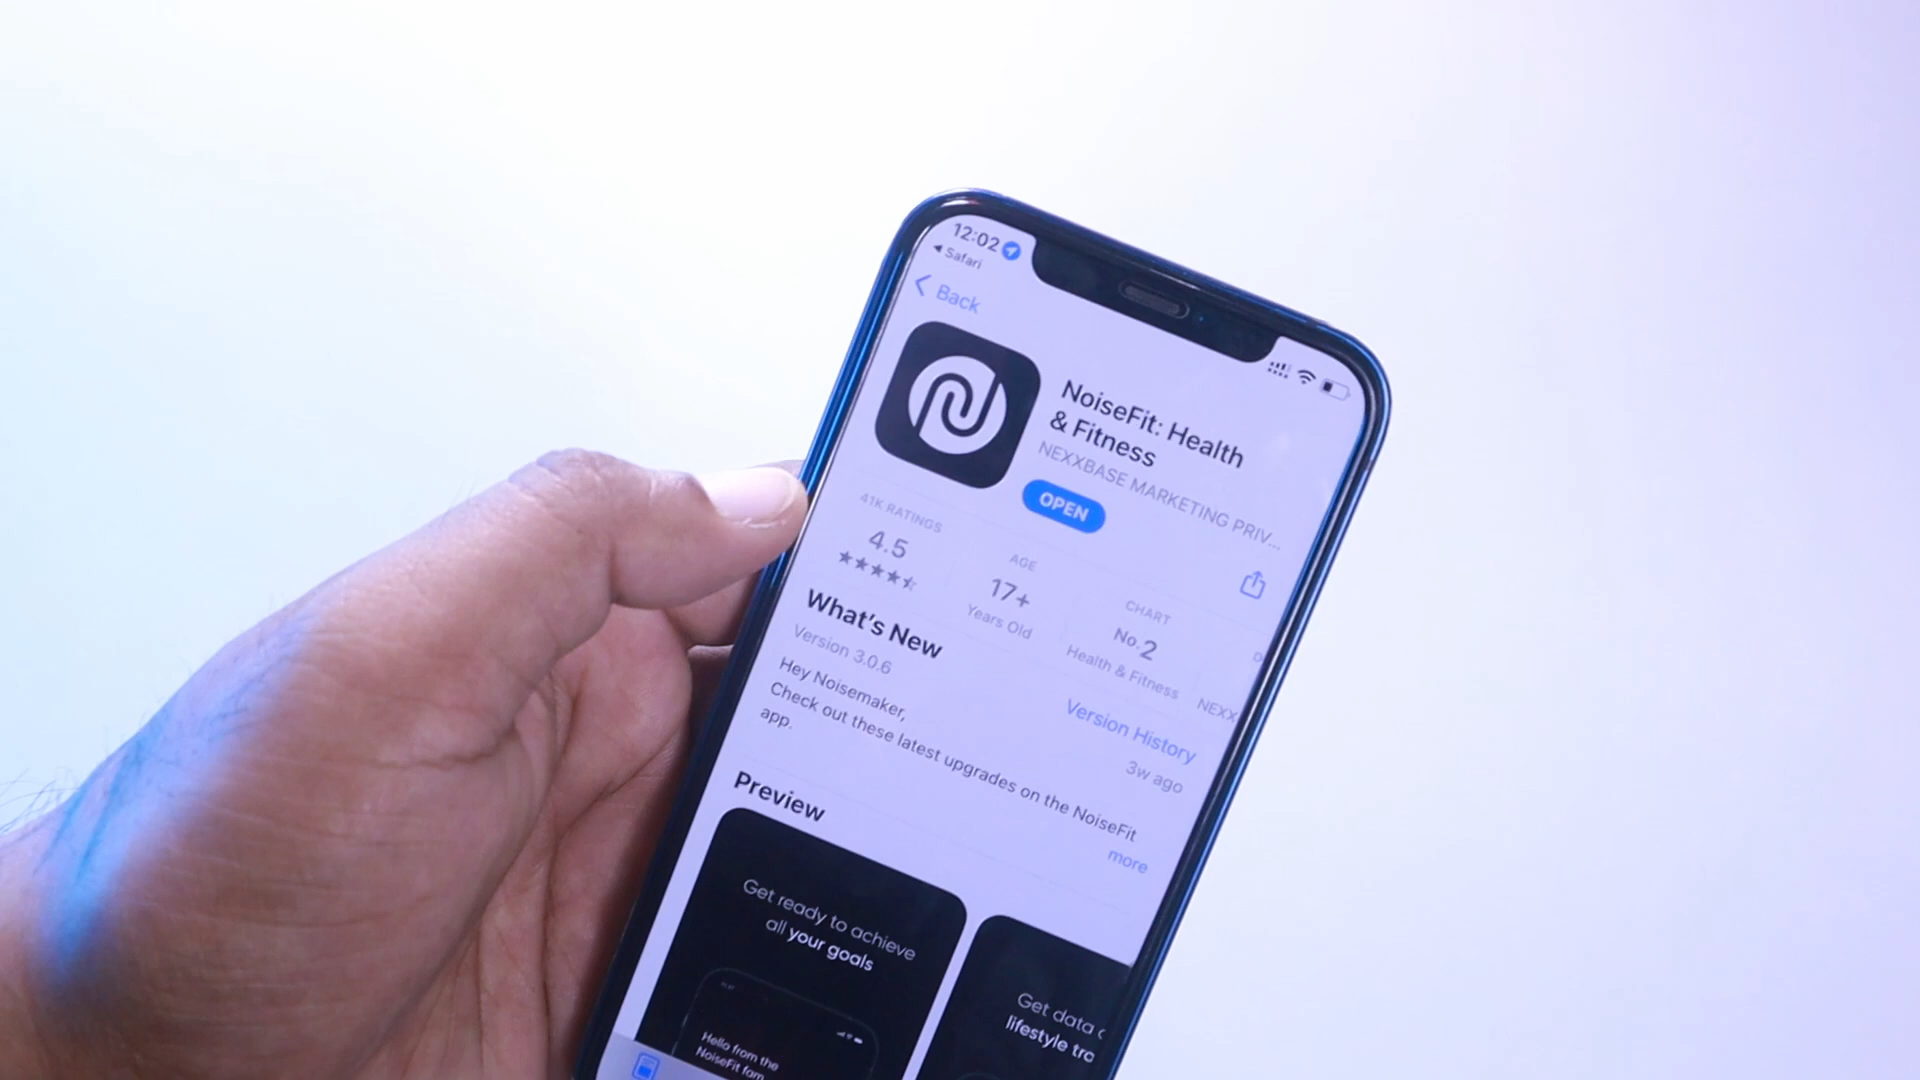 12:02
Safari
Back
NoiseFit: Health
& Fitness
NEXXBASE MARKETING PRIV...
OPEN
41K RATINGS
4.5
AGE
17+
Years Old
CHART
No.2
Health & Fitness
NEXX
What's New
Version History
Version 3.0.6
3w ago
Hey Noisemaker,
Check out these latest upgrades on the NoiseFit
app.
more
Preview
Get ready to achieve
all your goals
Hello from the
NoiseFit fam
Get data
lifestyle